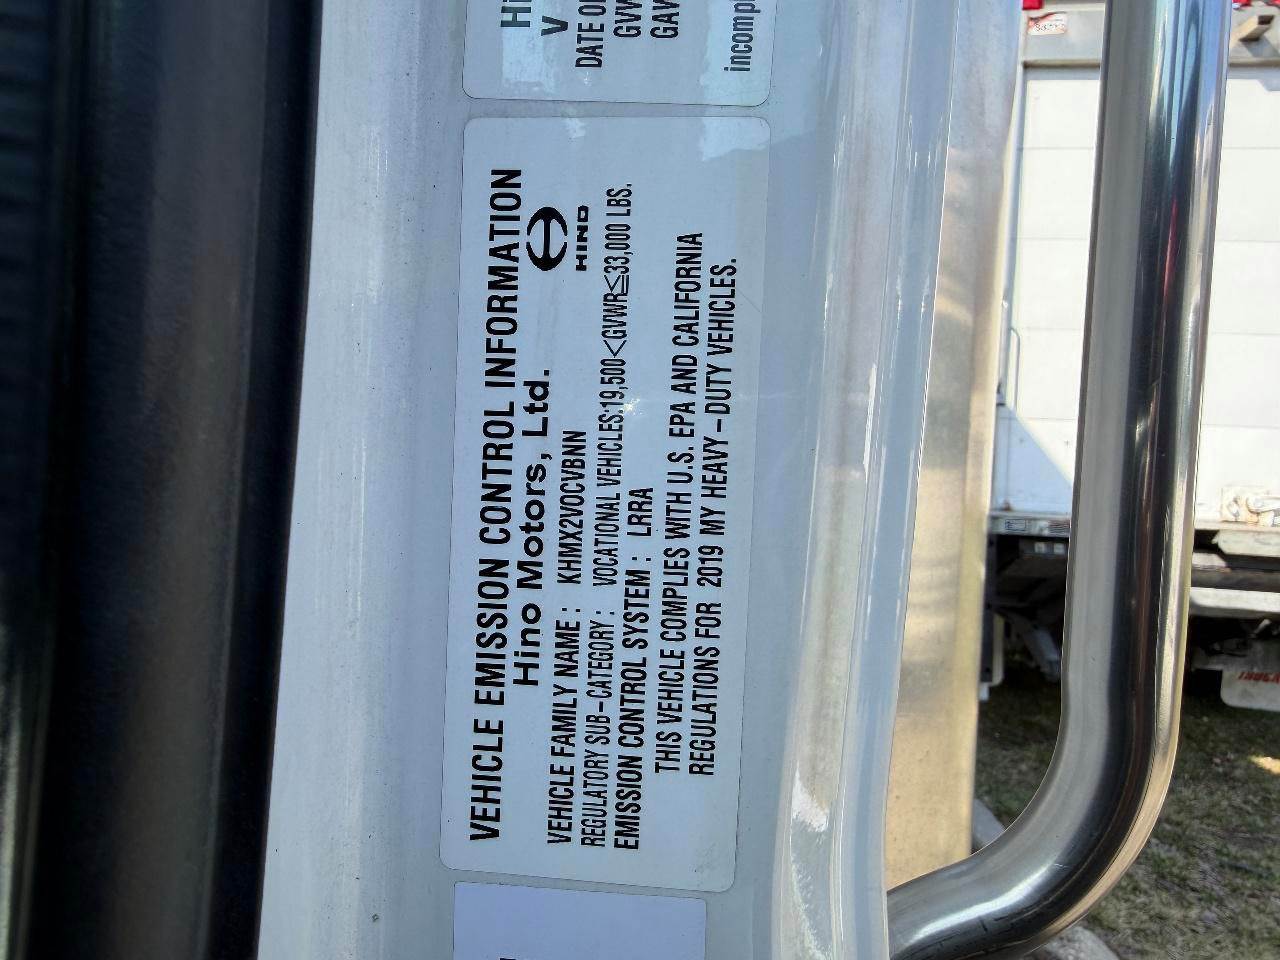 DATE OF
GVW
GAW
incomp
VEHICLE EMISSION CONTROL INFORMATION
Hino Motors, Ltd.
HINO
VEHICLE FAMILY NAME : KHMX2VOCVBNN
REGULATORY SUB-CATEGORY : VOCATIONAL VEHICLES:19,500<GVWR≦33,000 LBS.
EMISSION CONTROL SYSTEM : LRRA
THIS VEHICLE COMPLIES WITH U.S. EPA AND CALIFORNIA
REGULATIONS FOR 2019 MY HEAVY-DUTY VEHICLES.